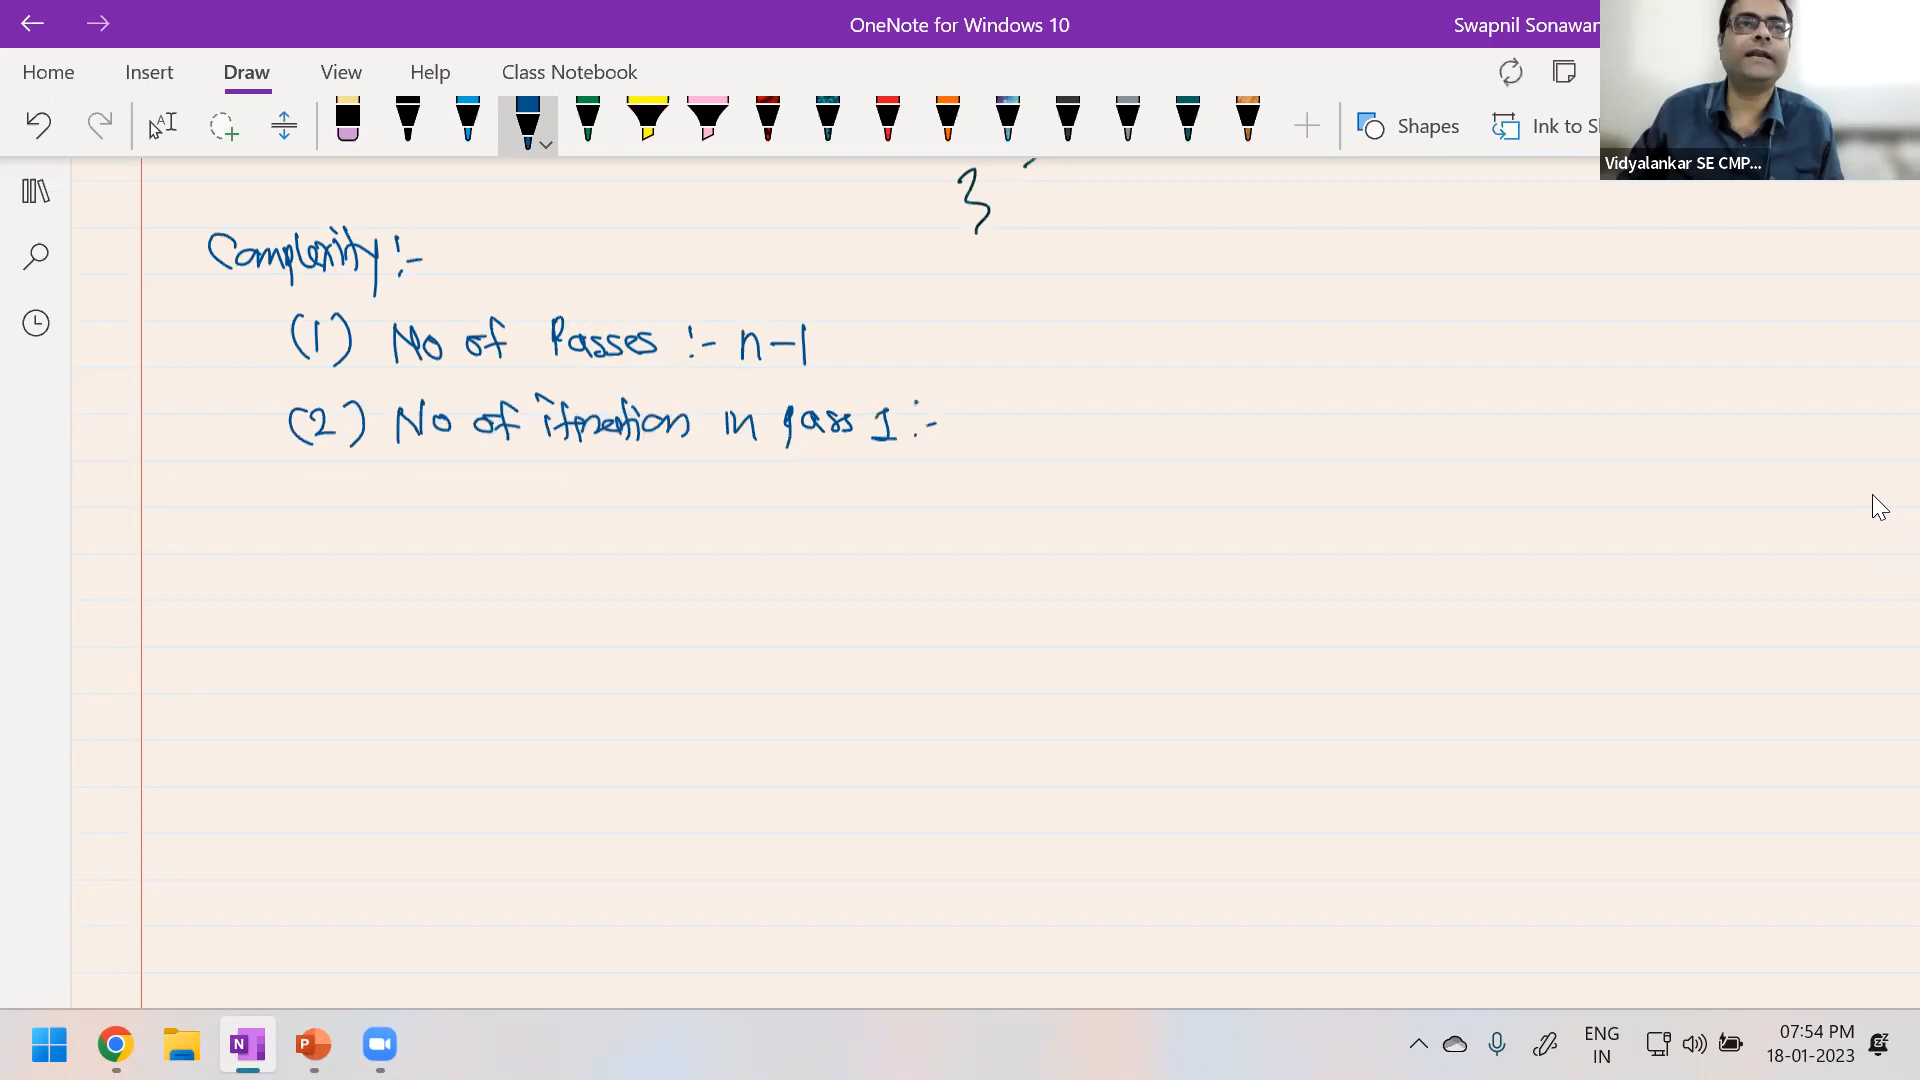 OneNote for Windows 10
Swapnil Sonawan
Home Insert Draw View Help Class Notebook
Shapes
Ink to S
Vidyalankar SE CMP...
}
Complexity :-
(1) No of Passes :- n-1
(2) No of iteration in pass 1 :-
ENG
IN
07:54 PM
18-01-2023